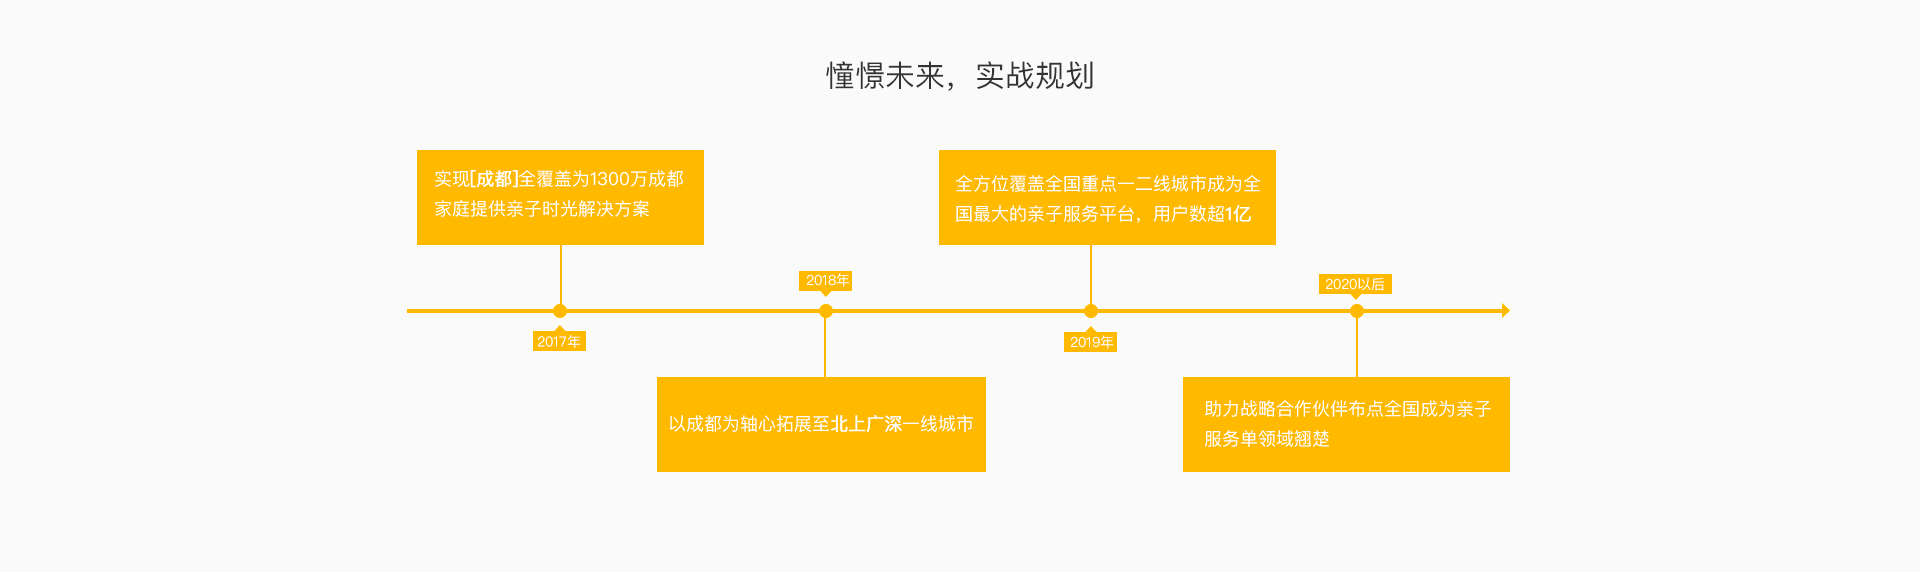 憧憬未来，实战规划
实现[成都]全覆盖为1300万成都
家庭提供亲子时光解决方案
2017年
2018年
以成都为轴心拓展至北上广深一线城市
全方位覆盖全国重点一二线城市成为全
国最大的亲子服务平台，用户数超1亿
2019年
2020以后
助力战略合作伙伴布点全国成为亲子
服务单领域翘楚